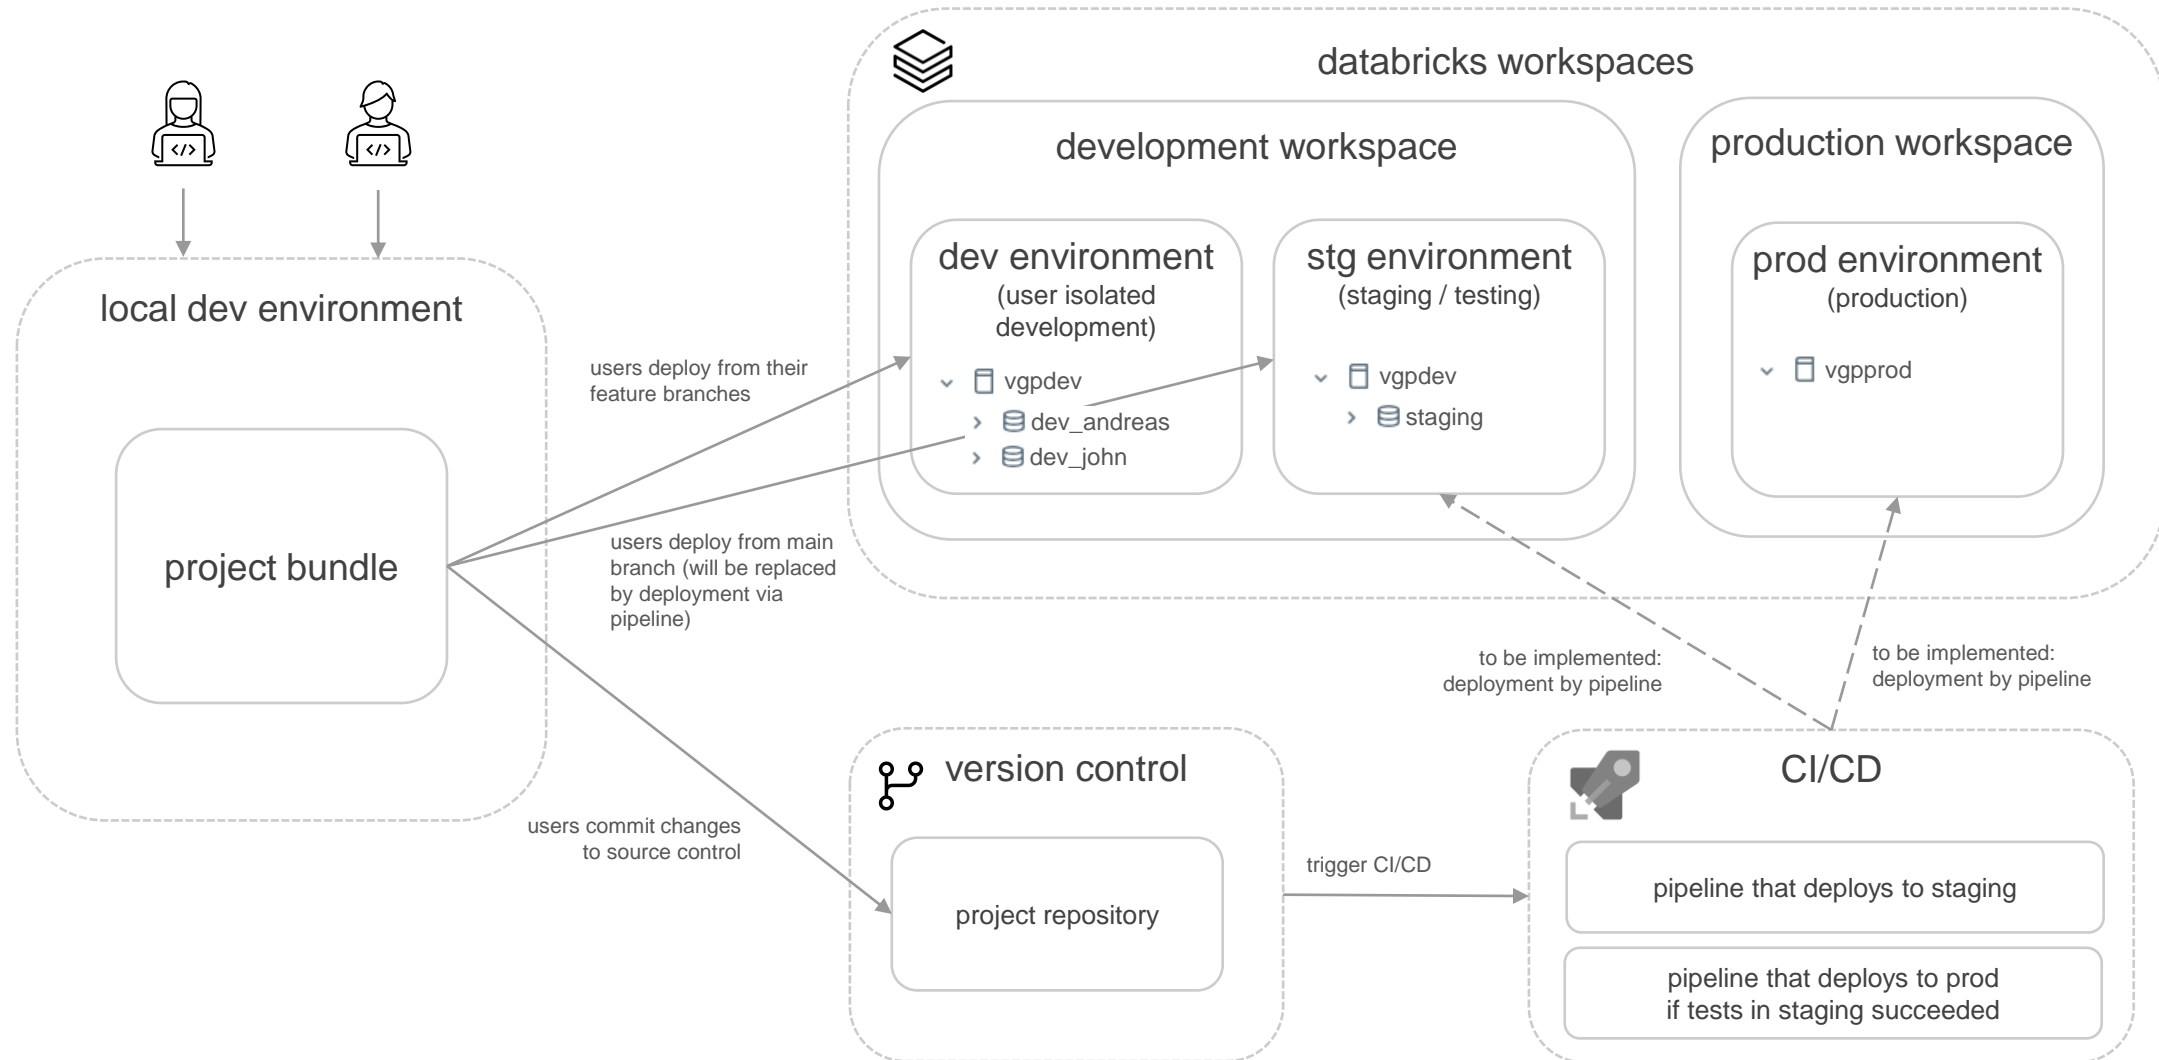 databricks workspaces
development workspace
production workspace
</>
</>
local dev environment
project bundle
users deploy from their
feature branches
users deploy from main
branch (will be replaced
by deployment via
pipeline)
users commit changes
to source control
dev environment
(user isolated
development)
vgpdev
dev_andreas
dev_john
stg environment
(staging / testing)
vgpdev
staging
prod environment
(production)
vgpprod
to be implemented:
deployment by pipeline
to be implemented:
deployment by pipeline
version control
project repository
trigger CI/CD
CI/CD
pipeline that deploys to staging
pipeline that deploys to prod
if tests in staging succeeded